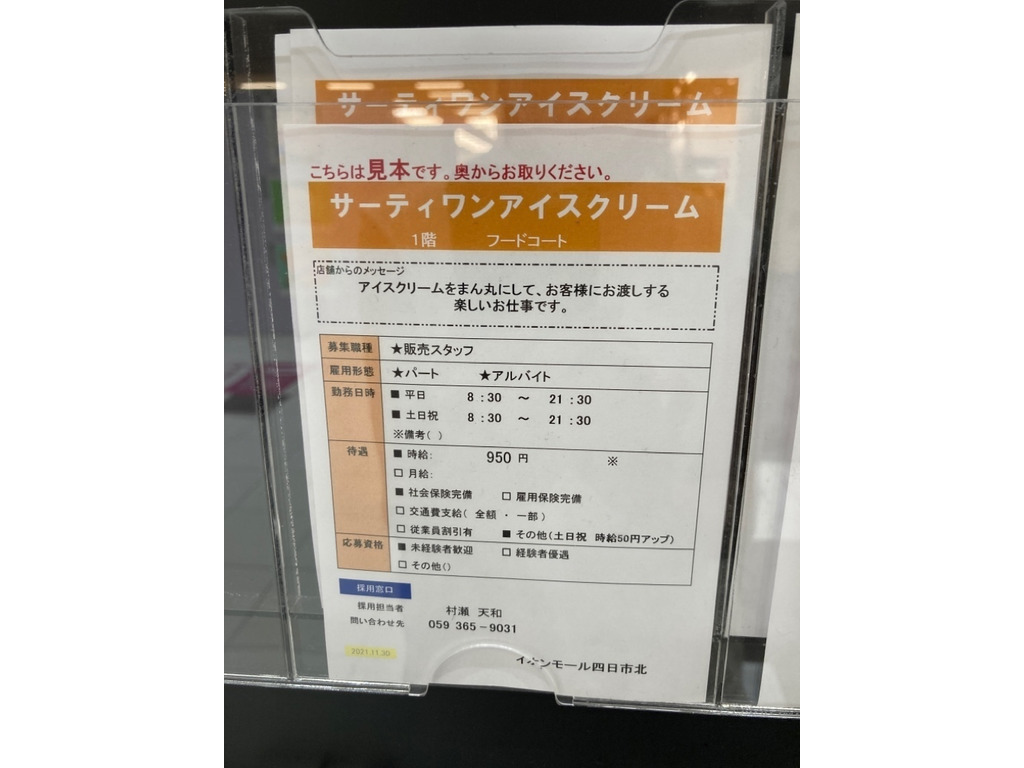 サーティワンアイスクリーム
こちらは見本です。奥からお取りください。
サーティワンアイスクリーム
1階 フードコート
店舗からのメッセージ
アイスクリームをまん丸にして、お客様にお渡しする
楽しいお仕事です。
募集職種 ★販売スタッフ
雇用形態 ★パート ★アルバイト
勤務日時 ■ 平日 8:30 ～ 21:30
■ 土日祝 8:30 ～ 21:30
※備考( )
待遇 ■ 時給: 950 円 ※
□ 月給:
■ 社会保険完備 □ 雇用保険完備
□ 交通費支給( 全額 ・ 一部 )
□ 従業員割引有 ■ その他(土日祝 時給50円アップ)
応募資格 ■ 未経験者歓迎 □ 経験者優遇
□ その他()
採用窓口
採用担当者 村瀬 天和
問い合わせ先 059 365-9031
2021.11.30
イオンモール四日市北